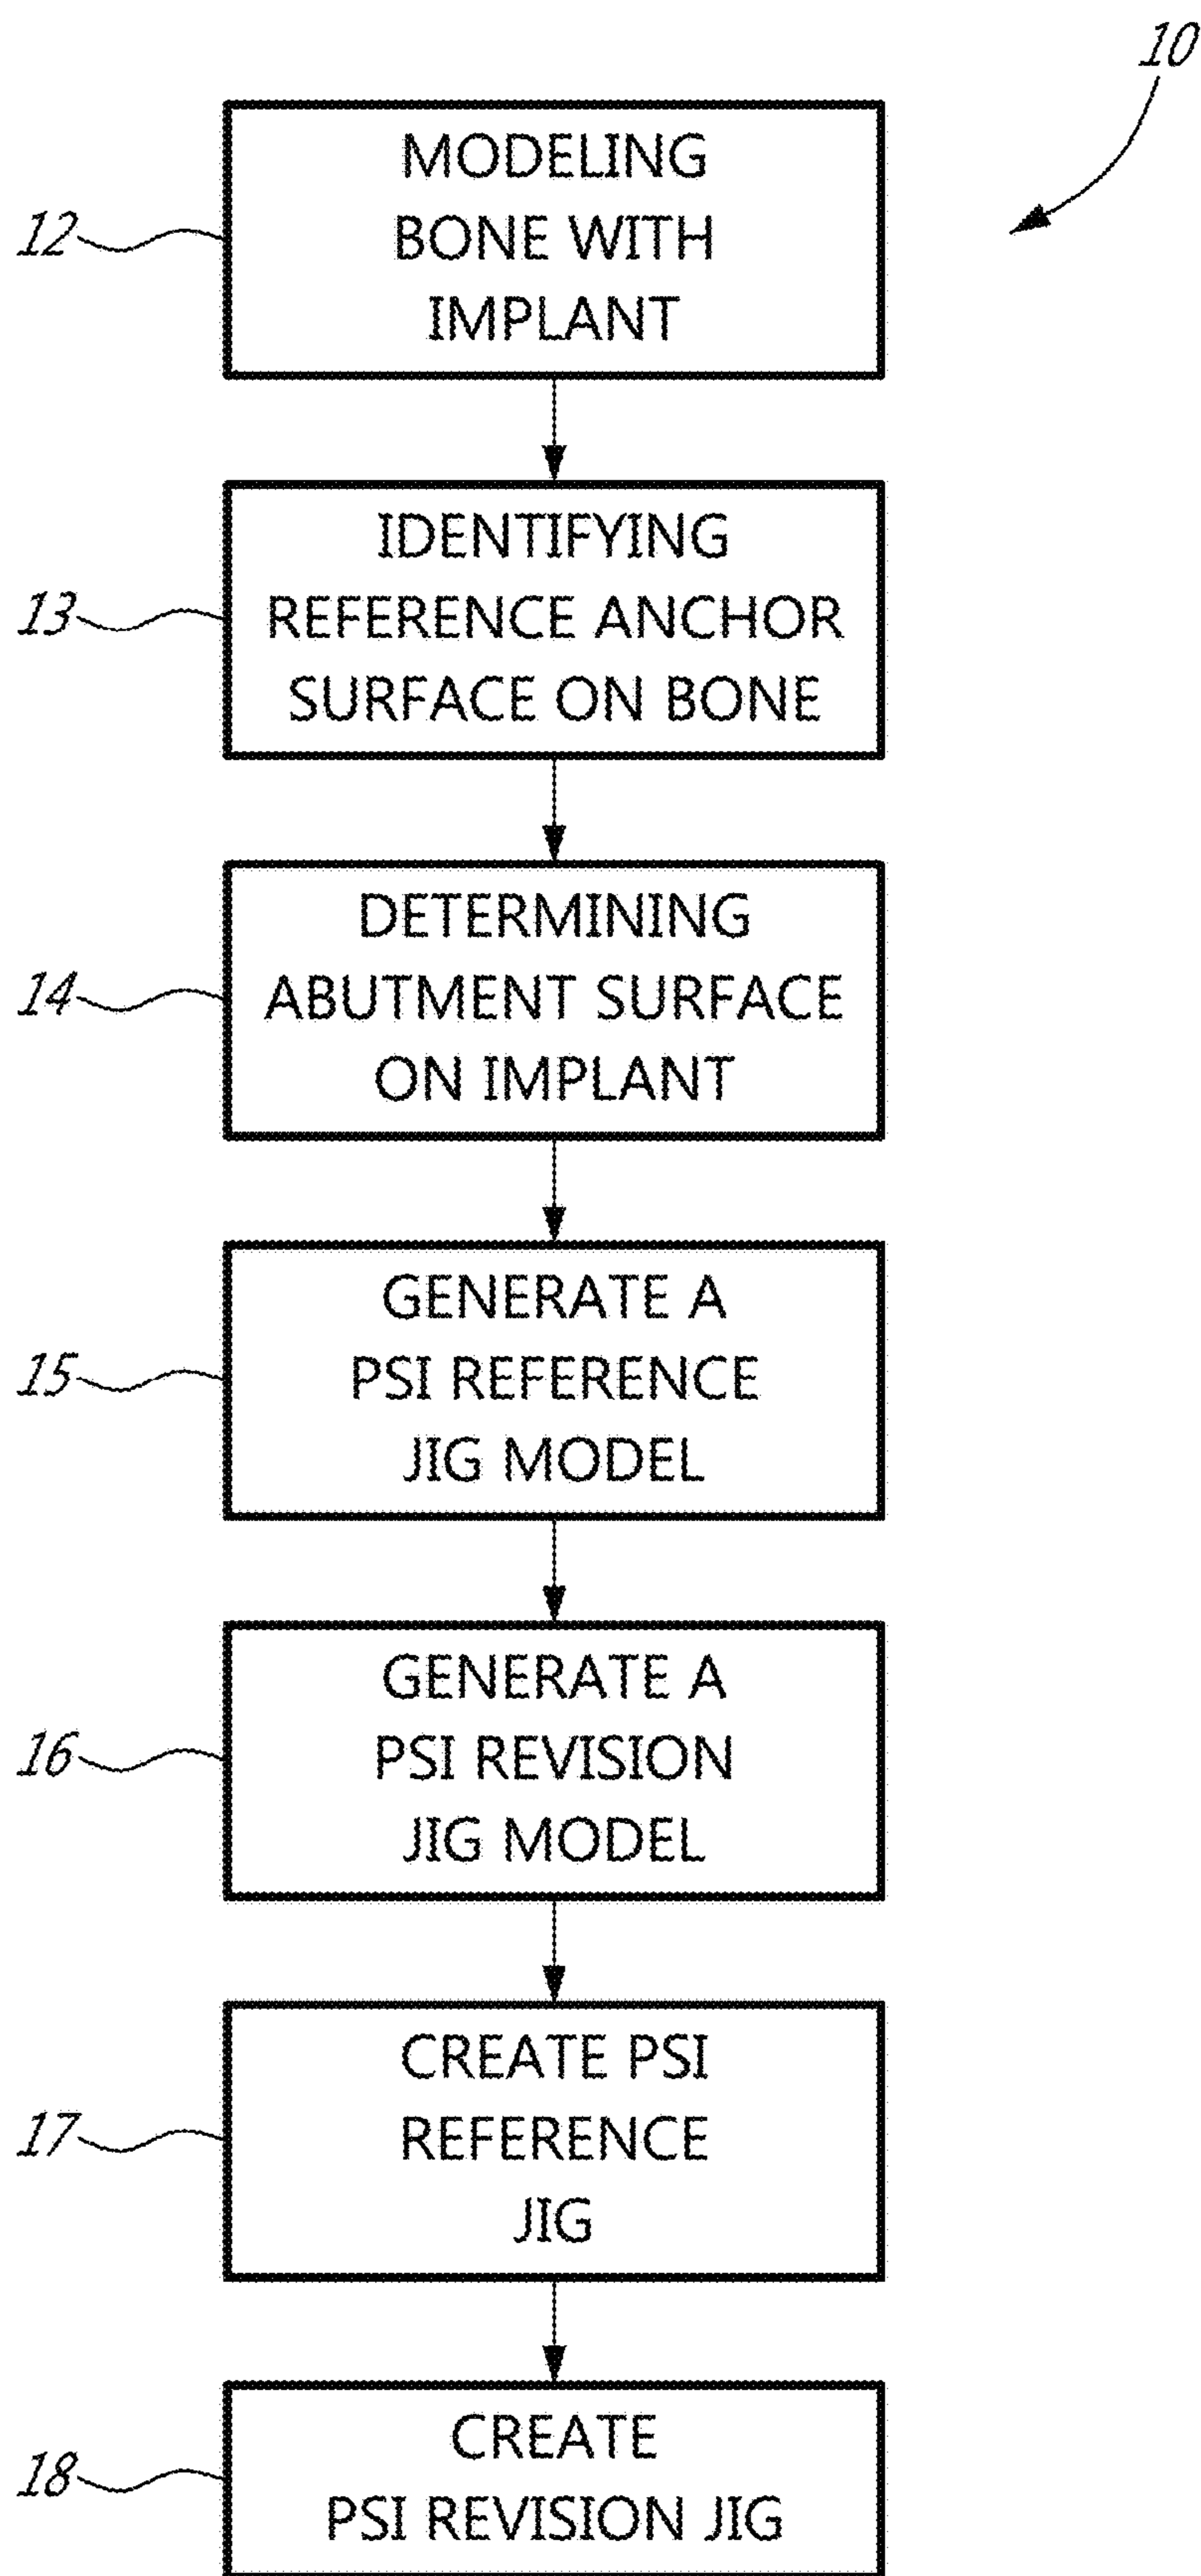 10
12
MODELING
BONE WITH
IMPLANT
13
IDENTIFYING
REFERENCE ANCHOR
SURFACE ON BONE
14
DETERMINING
ABUTMENT SURFACE
ON IMPLANT
15
GENERATE A
PSI REFERENCE
JIG MODEL
16
GENERATE A
PSI REVISION
JIG MODEL
17
CREATE PSI
REFERENCE
JIG
18
CREATE
PSI REVISION JIG